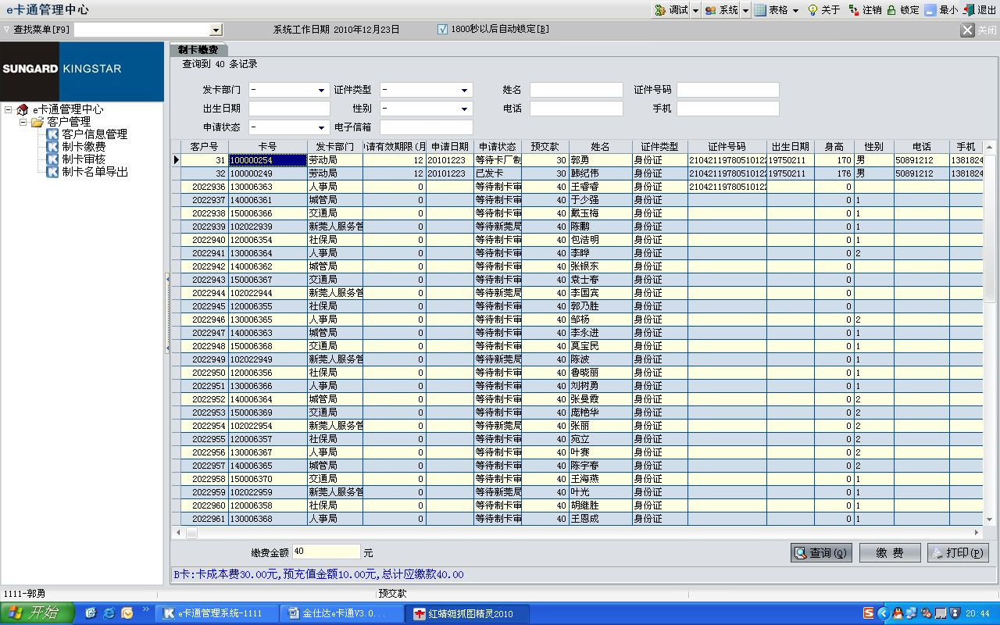 e卡通管理中心 调试 系统 表格 关于 注销 锁定 最小 退出
查找菜单[F9] 系统工作日期 2010年12月23日 1800秒以后自动锁定[B] 关闭
SUNGARD KINGSTAR
e卡通管理中心
客户管理
客户信息管理
制卡缴费
制卡审核
制卡名单导出
制卡缴费
查询到 40 条记录
发卡部门 - 证件类型 - 姓名 证件号码
出生日期 性别 - 电话 手机
申请状态 - 电子信箱
客户号 卡号 发卡部门 申请有效期限(月 申请日期 申请状态 预交款 姓名 证件类型 证件号码 出生日期 身高 性别 电话 手机
31 100000254 劳动局 12 20101223 等待卡厂制 30 郭勇 身份证 21042119780510122 19750211 170 男 50891212 1381824
32 100000249 劳动局 12 20101223 已发卡 30 韩纪伟 身份证 21042119780510122 19750211 176 男 50891212 1381824
2022936 130006363 人事局 0 等待制卡审 40 王睿睿 身份证 21042119780510122 0
2022937 140006361 城管局 0 等待制卡审 40 于少强 身份证 0 1
2022938 150006366 交通局 0 等待制卡审 40 戴玉梅 身份证 0 1
2022939 102022939 新莞人服务管 0 等待新莞局 40 陈鹏 身份证 0 1
2022940 120006354 社保局 0 等待制卡审 40 包浩明 身份证 0 1
2022941 130006364 人事局 0 等待制卡审 40 李晔 身份证 0 2
2022942 140006362 城管局 0 等待制卡审 40 张银东 身份证 0
2022943 150006367 交通局 0 等待制卡审 40 袁士春 身份证 0
2022944 102022944 新莞人服务管 0 等待新莞局 40 李国宾 身份证 0
2022945 120006355 社保局 0 等待制卡审 40 郭乃胜 身份证 0
2022946 130006365 人事局 0 等待制卡审 40 邹杨 身份证 0 2
2022947 140006363 城管局 0 等待制卡审 40 李永进 身份证 0 1
2022948 150006368 交通局 0 等待制卡审 40 莫宝民 身份证 0 2
2022949 102022949 新莞人服务管 0 等待新莞局 40 陈波 身份证 0 1
2022950 120006356 社保局 0 等待制卡审 40 鲁晓丽 身份证 0 2
2022951 130006366 人事局 0 等待制卡审 40 刘树勇 身份证 0 1
2022952 140006364 城管局 0 等待制卡审 40 张曼霞 身份证 0 2
2022953 150006369 交通局 0 等待制卡审 40 庞艳华 身份证 0 2
2022954 102022954 新莞人服务管 0 等待新莞局 40 张丽 身份证 0 2
2022955 120006357 社保局 0 等待制卡审 40 宛立 身份证 0 2
2022956 130006367 人事局 0 等待制卡审 40 叶赛 身份证 0 2
2022957 140006365 城管局 0 等待制卡审 40 陈宇春 身份证 0 2
2022958 150006370 交通局 0 等待制卡审 40 王海燕 身份证 0 1
2022959 102022959 新莞人服务管 0 等待新莞局 40 叶光 身份证 0 1
2022960 120006358 社保局 0 等待制卡审 40 胡继胜 身份证 0 1
2022961 130006368 人事局 0 等待制卡审 40 王恩成 身份证 0 1
缴费金额 40 元 查询(Q) 缴 费 打印(P)
B卡:卡成本费30.00元,预充值金额10.00元,总计应缴款40.00
1111-郭勇 预交款
开始 e卡通管理系统-1111 金仕达e卡通V3.0.... 红蜻蜓抓图精灵2010 20:44